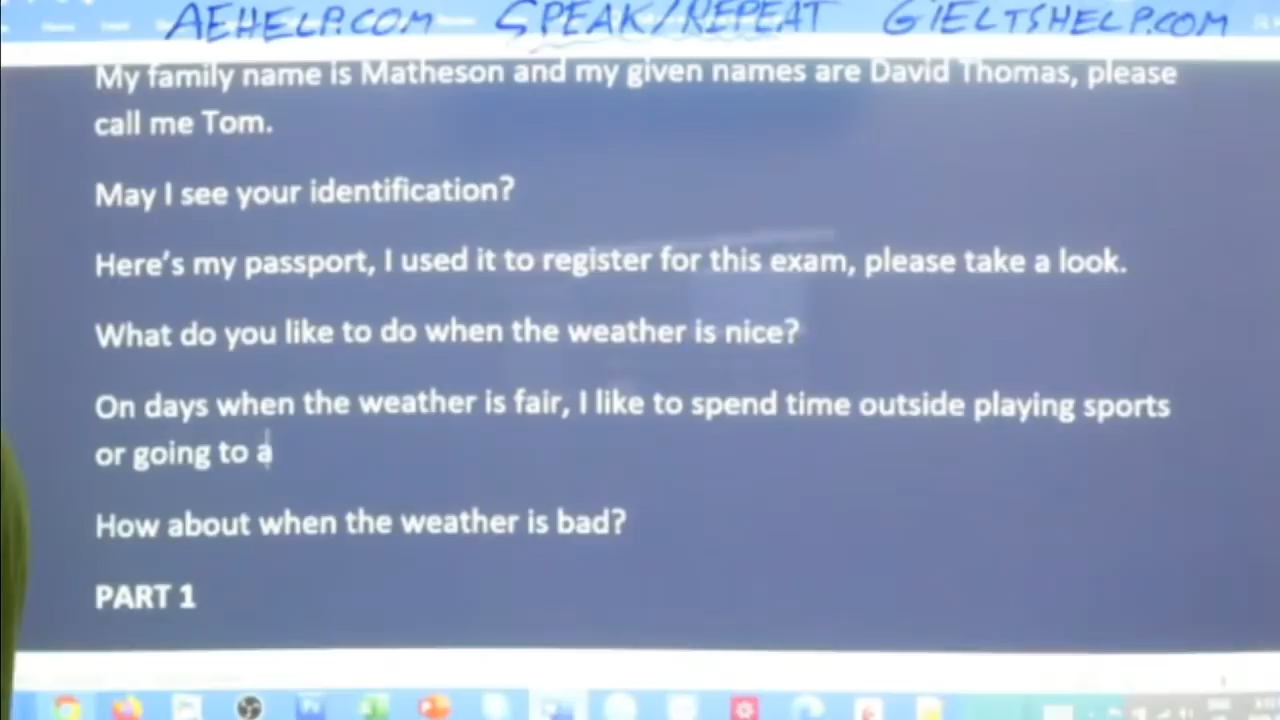 AEHELP.COM SPEAK/REPEAT GIELTSHELP.COM
My family name is Matheson and my given names are David Thomas, please
call me Tom.
May I see your identification?
Here's my passport, I used it to register for this exam, please take a look.
What do you like to do when the weather is nice?
On days when the weather is fair, I like to spend time outside playing sports
or going to a
How about when the weather is bad?
PART 1